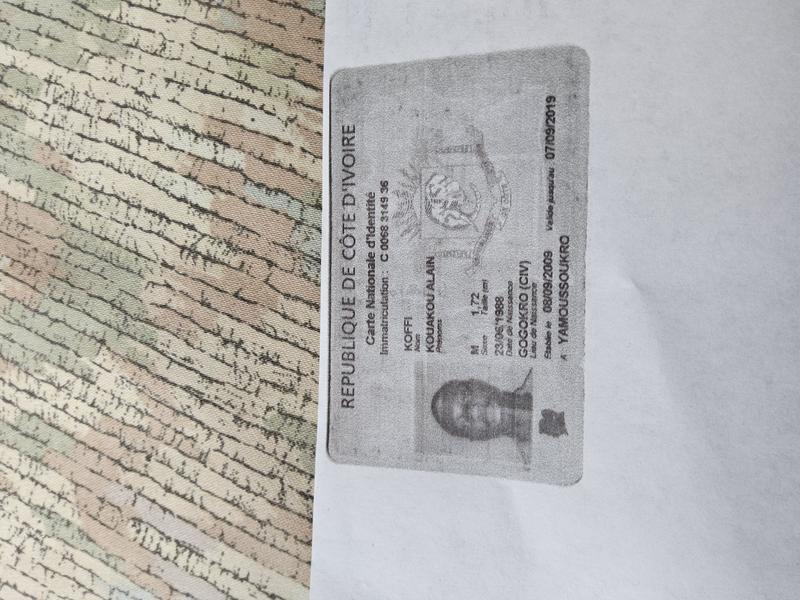 REPUBLIQUE DE CÔTE D'IVOIRE
Carte Nationale d'Identité
Immatriculation : C 0068 3149 36
KOFFI
Nom
KOUAKOU ALAIN
Prénoms
M 1,72
Sexe Taille (m)
23/06/1988
Date de Naissance
GOGOKRO (CIV)
Lieu de Naissance
Etablie le 08/09/2009 Valide jusqu'au 07/09/2019
A YAMOUSSOUKRO